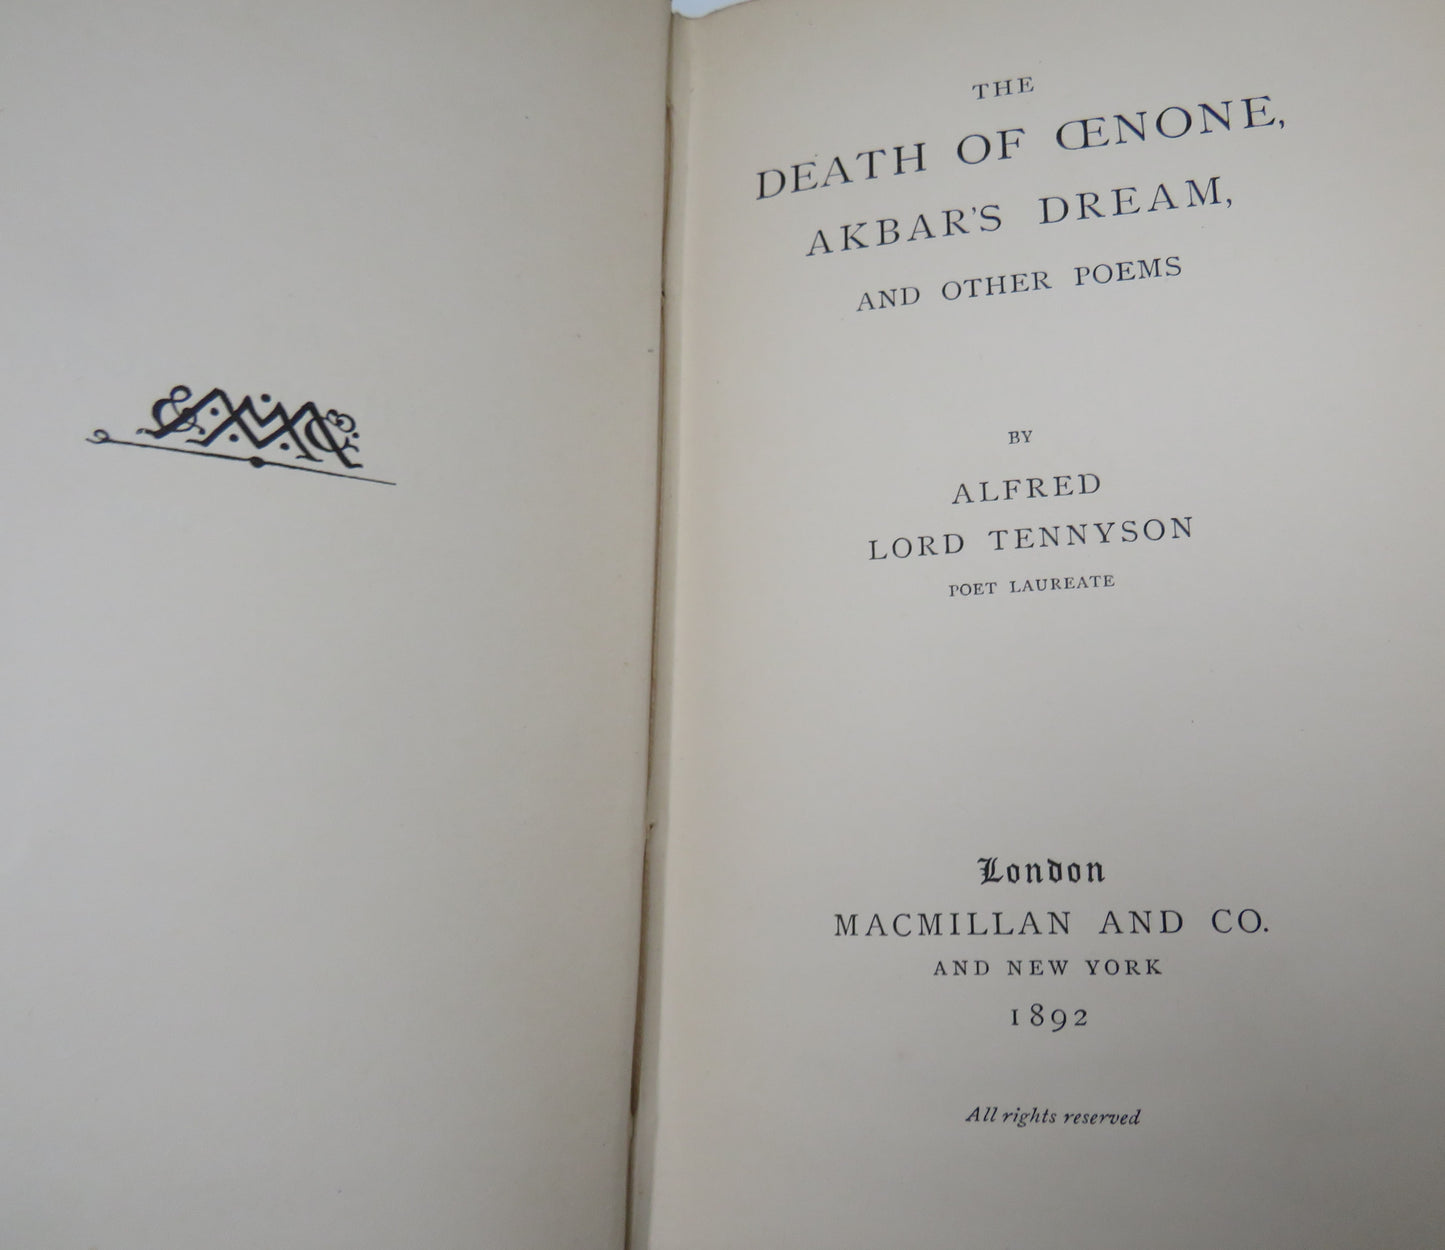 THE
DEATH OF ŒNONE,
AKBAR'S DREAM,
AND OTHER POEMS
BY
ALFRED
LORD TENNYSON
POET LAUREATE
London
MACMILLAN AND CO.
AND NEW YORK
1892
All rights reserved